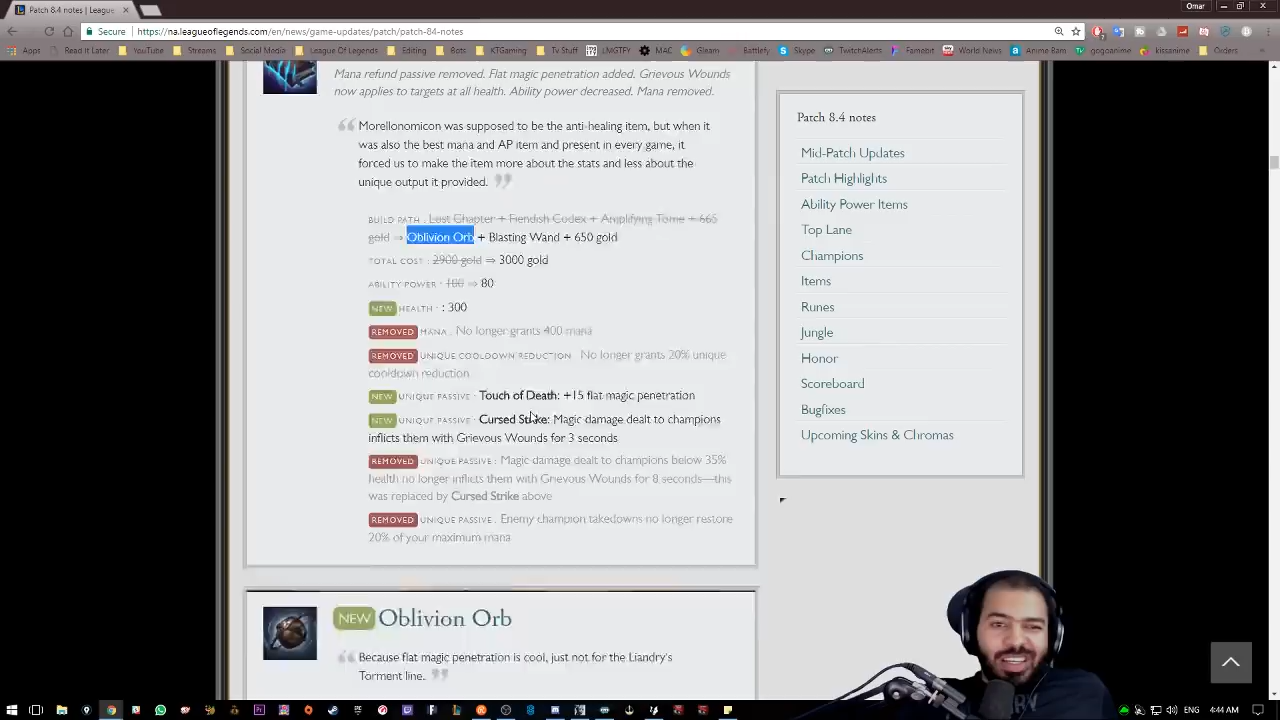 Patch 8.4 notes | League
Omar
Secure
https://na.leagueoflegends.com/en/news/game-updates/patch/patch-84-notes
Apps
Read It Later
YouTube
Streams
Social Media
League Of Legends
Editing
Bots
KTGaming
Tv Stuff
LMGTFY
MAC
Gleam
Battlefy
Skype
TwitchAlerts
Famebit
World News
Anime Bam
gogoanime
kissanime
Orders
Mana refund passive removed. Flat magic penetration added. Grievous Wounds
now applies to targets at all health. Ability power decreased. Mana removed.
Morellonomicon was supposed to be the anti-healing item, but when it
was also the best mana and AP item and present in every game, it
forced us to make the item more about the stats and less about the
unique output it provided.
BUILD PATH : Lost Chapter + Fiendish Codex + Amplifying Tome + 665
gold ⇒ Oblivion Orb + Blasting Wand + 650 gold
TOTAL COST : 2900 gold ⇒ 3000 gold
ABILITY POWER : 100 ⇒ 80
NEW HEALTH : : 300
REMOVED MANA : No longer grants 400 mana
REMOVED UNIQUE COOLDOWN REDUCTION : No longer grants 20% unique
cooldown reduction
NEW UNIQUE PASSIVE : Touch of Death: +15 flat magic penetration
NEW UNIQUE PASSIVE : Cursed Strike: Magic damage dealt to champions
inflicts them with Grievous Wounds for 3 seconds
REMOVED UNIQUE PASSIVE : Magic damage dealt to champions below 35%
health no longer inflicts them with Grievous Wounds for 8 seconds—this
was replaced by Cursed Strike above
REMOVED UNIQUE PASSIVE : Enemy champion takedowns no longer restore
20% of your maximum mana
NEW Oblivion Orb
Because flat magic penetration is cool, just not for the Liandry's
Torment line.
Patch 8.4 notes
Mid-Patch Updates
Patch Highlights
Ability Power Items
Top Lane
Champions
Items
Runes
Jungle
Honor
Scoreboard
Bugfixes
Upcoming Skins & Chromas
ENG
4:44 AM